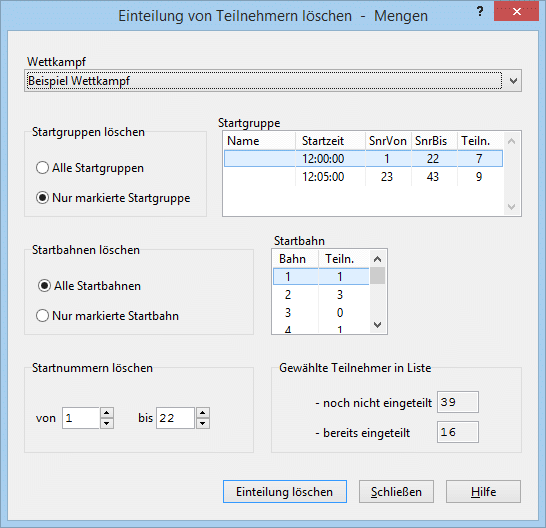 Einteilung von Teilnehmern löschen - Mengen ?
Wettkampf
Beispiel Wettkampf
Startgruppen löschen
Alle Startgruppen
Nur markierte Startgruppe
Startgruppe
Name Startzeit SnrVon SnrBis Teiln.
12:00:00 1 22 7
12:05:00 23 43 9
Startbahnen löschen
Alle Startbahnen
Nur markierte Startbahn
Startbahn
Bahn Teiln.
1 1
2 3
3 0
4 1
Startnummern löschen
von 1 bis 22
Gewählte Teilnehmer in Liste
- noch nicht eingeteilt 39
- bereits eingeteilt 16
Einteilung löschen Schließen Hilfe